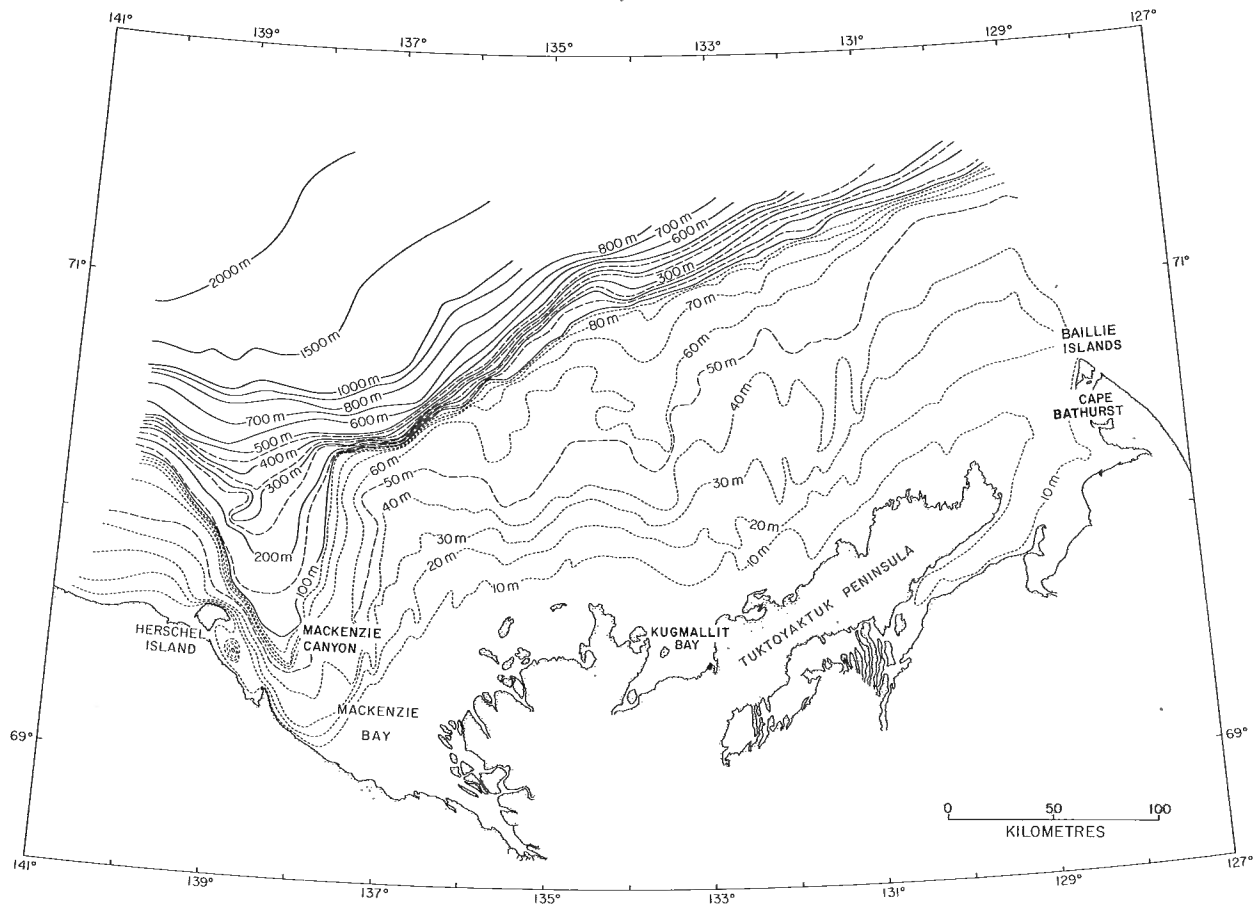 141°
139°
137°
135°
133°
131°
129°
127°
2000 m
71°
71°
1500 m
1000 m
800 m
700 m
600 m
500 m
400 m
300 m
200 m
100 m
800 m
700 m
600 m
300 m
80 m
70 m
60 m
50 m
40 m
60 m
50 m
40 m
30 m
20 m
10 m
30 m
20 m
10 m
10 m
BAILLIE
ISLANDS
CAPE
BATHURST
HERSCHEL
ISLAND
MACKENZIE
CANYON
MACKENZIE
BAY
KUGMALLIT
BAY
TUKTOYAKTUK PENINSULA
69°
69°
0 50 100
KILOMETRES
141°
139°
137°
135°
133°
131°
129°
127°